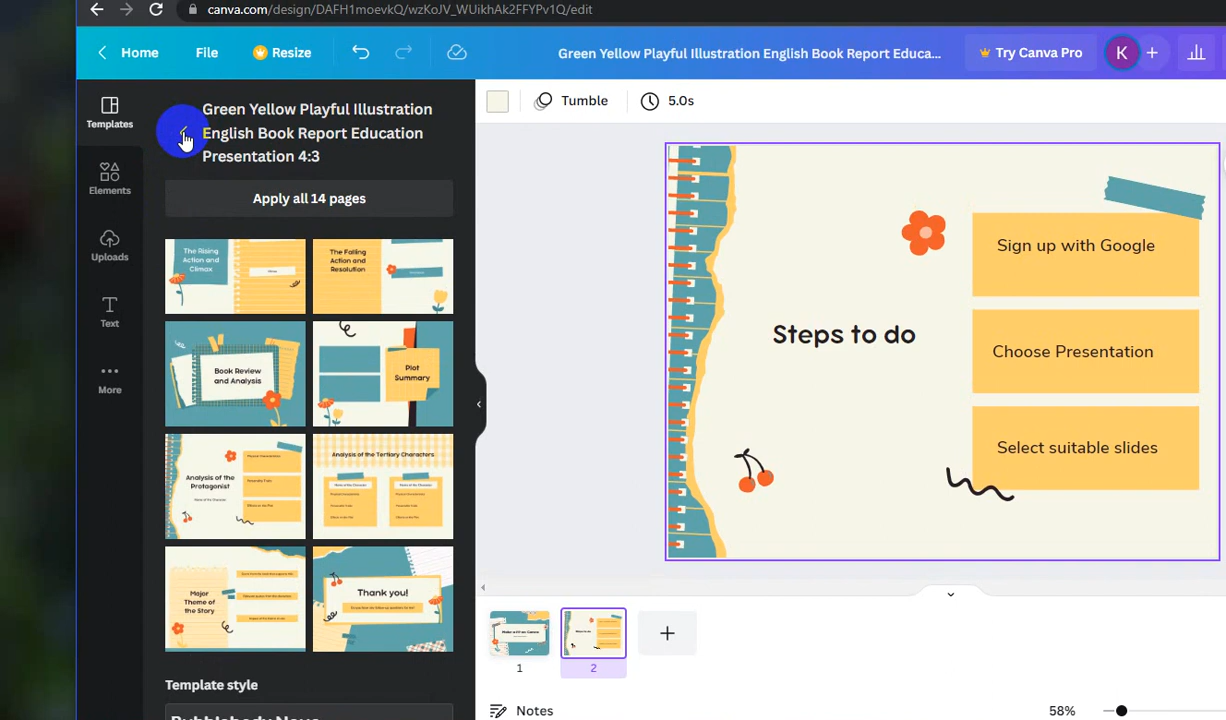 canva.com/design/DAFH1moevkQ/wzKoJV_WUikhAk2FFYPv1Q/edit
Home
File
Resize
Green Yellow Playful Illustration English Book Report Educa...
Try Canva Pro
K
Tumble
5.0s
Templates
Elements
Uploads
Text
More
Green Yellow Playful Illustration
English Book Report Education
Presentation 4:3
Apply all 14 pages
The Rising
Action and
Climax
The Falling
Action and
Resolution
Book Review
and Analysis
Plot
Summary
Analysis of the
Protagonist
Analysis of the Tertiary Characters
Major
Theme of
the Story
Thank you!
Template style
Steps to do
Sign up with Google
Choose Presentation
Select suitable slides
1
2
Notes
58%